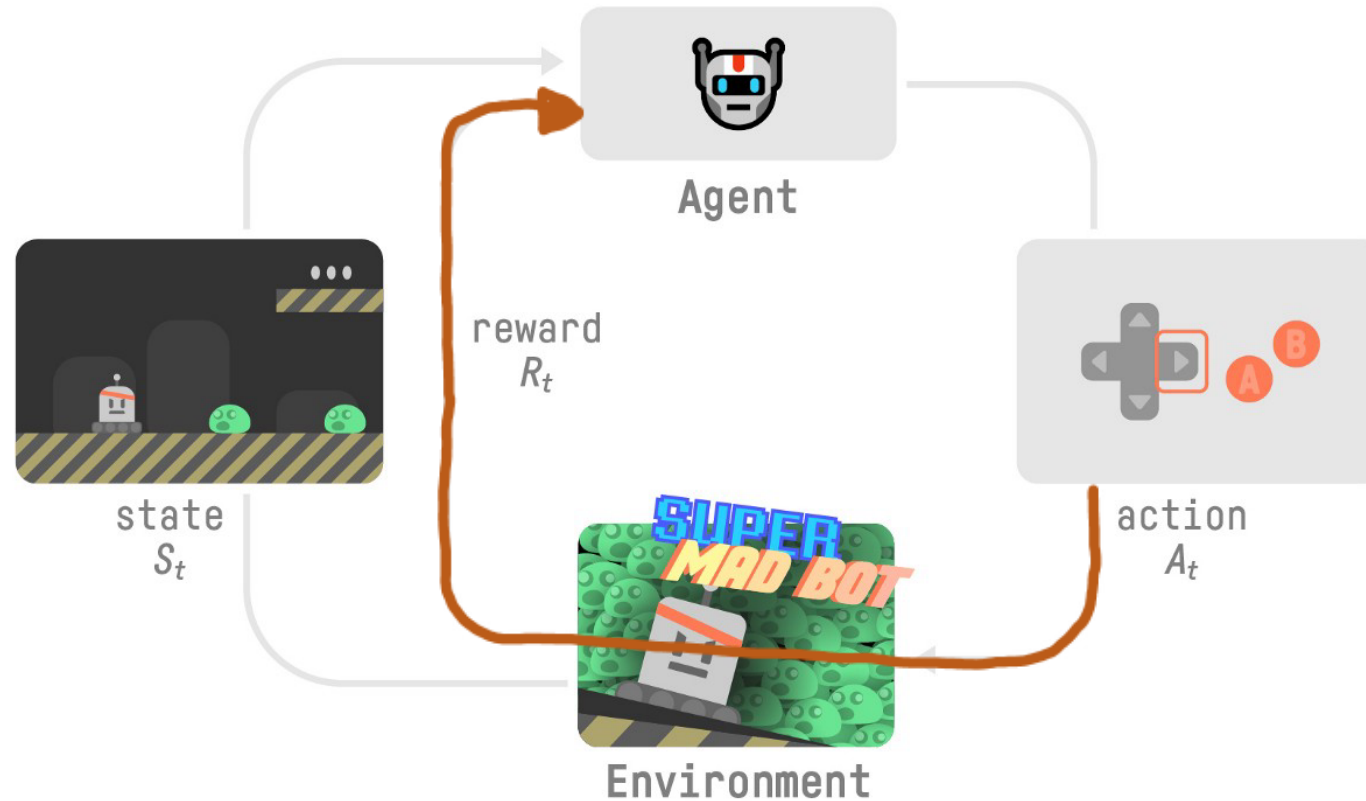 Agent
reward
R_t
B
A
state
S_t
action
A_t
SUPER
MAD BOT
Environment